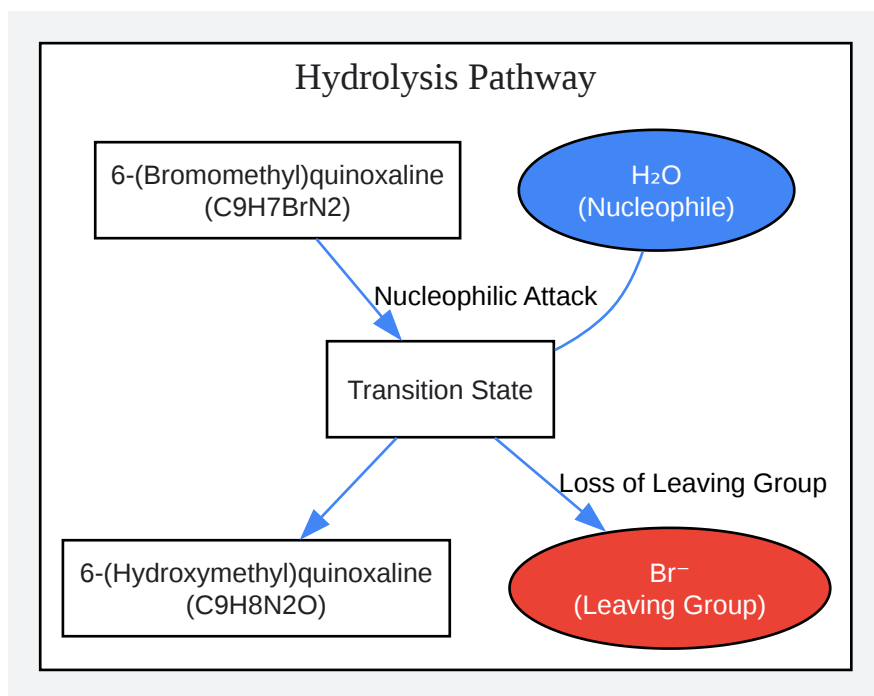 Hydrolysis Pathway
6-(Bromomethyl)quinoxaline
(C9H7BrN2)
H₂O
(Nucleophile)
Nucleophilic Attack
Transition State
Loss of Leaving Group
6-(Hydroxymethyl)quinoxaline
(C9H8N2O)
Br⁻
(Leaving Group)